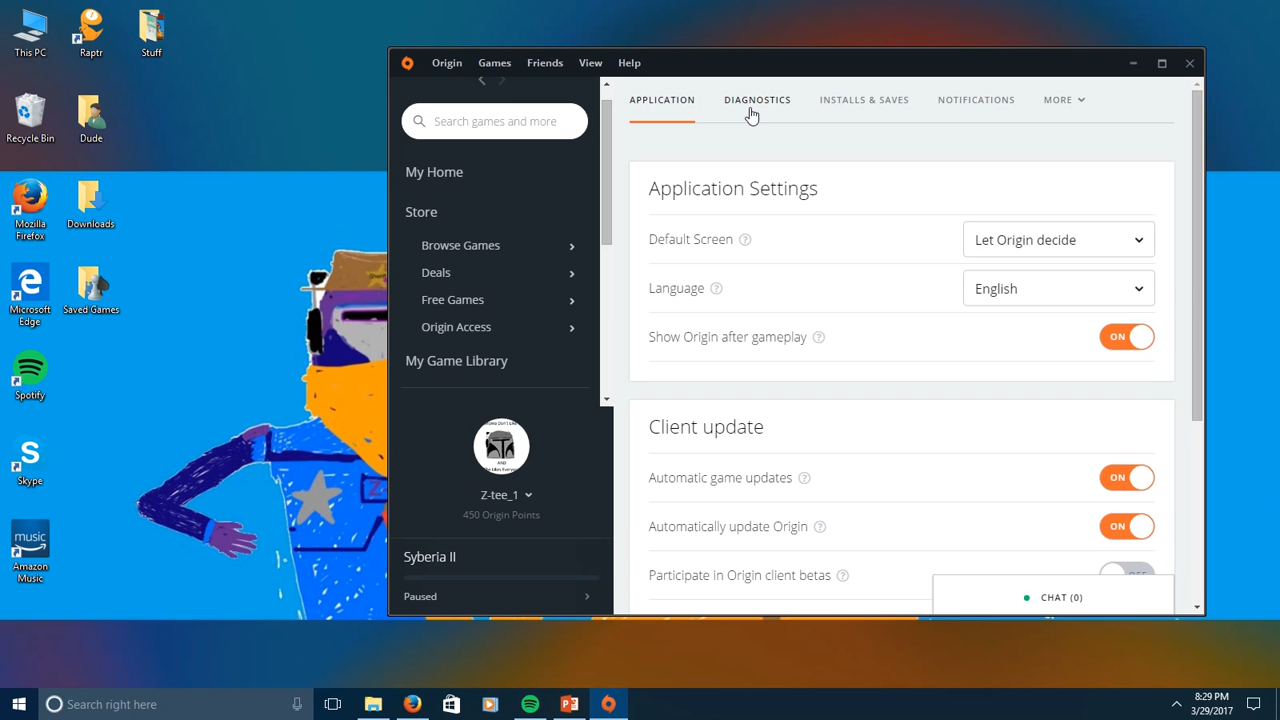 This PC
Raptr
Stuff
Recycle Bin
Dude
Mozilla
Firefox
Downloads
Microsoft
Edge
Saved Games
Spotify
Skype
music
Amazon
Music
Origin Games Friends View Help
Search games and more
My Home
Store
Browse Games
Deals
Free Games
Origin Access
My Game Library
Z-tee_1
450 Origin Points
Syberia II
Paused
APPLICATION DIAGNOSTICS INSTALLS & SAVES NOTIFICATIONS MORE
Application Settings
Default Screen ? Let Origin decide
Language ? English
Show Origin after gameplay ? ON
Client update
Automatic game updates ? ON
Automatically update Origin ? ON
Participate in Origin client betas ?
CHAT (0)
Search right here
8:29 PM
3/29/2017